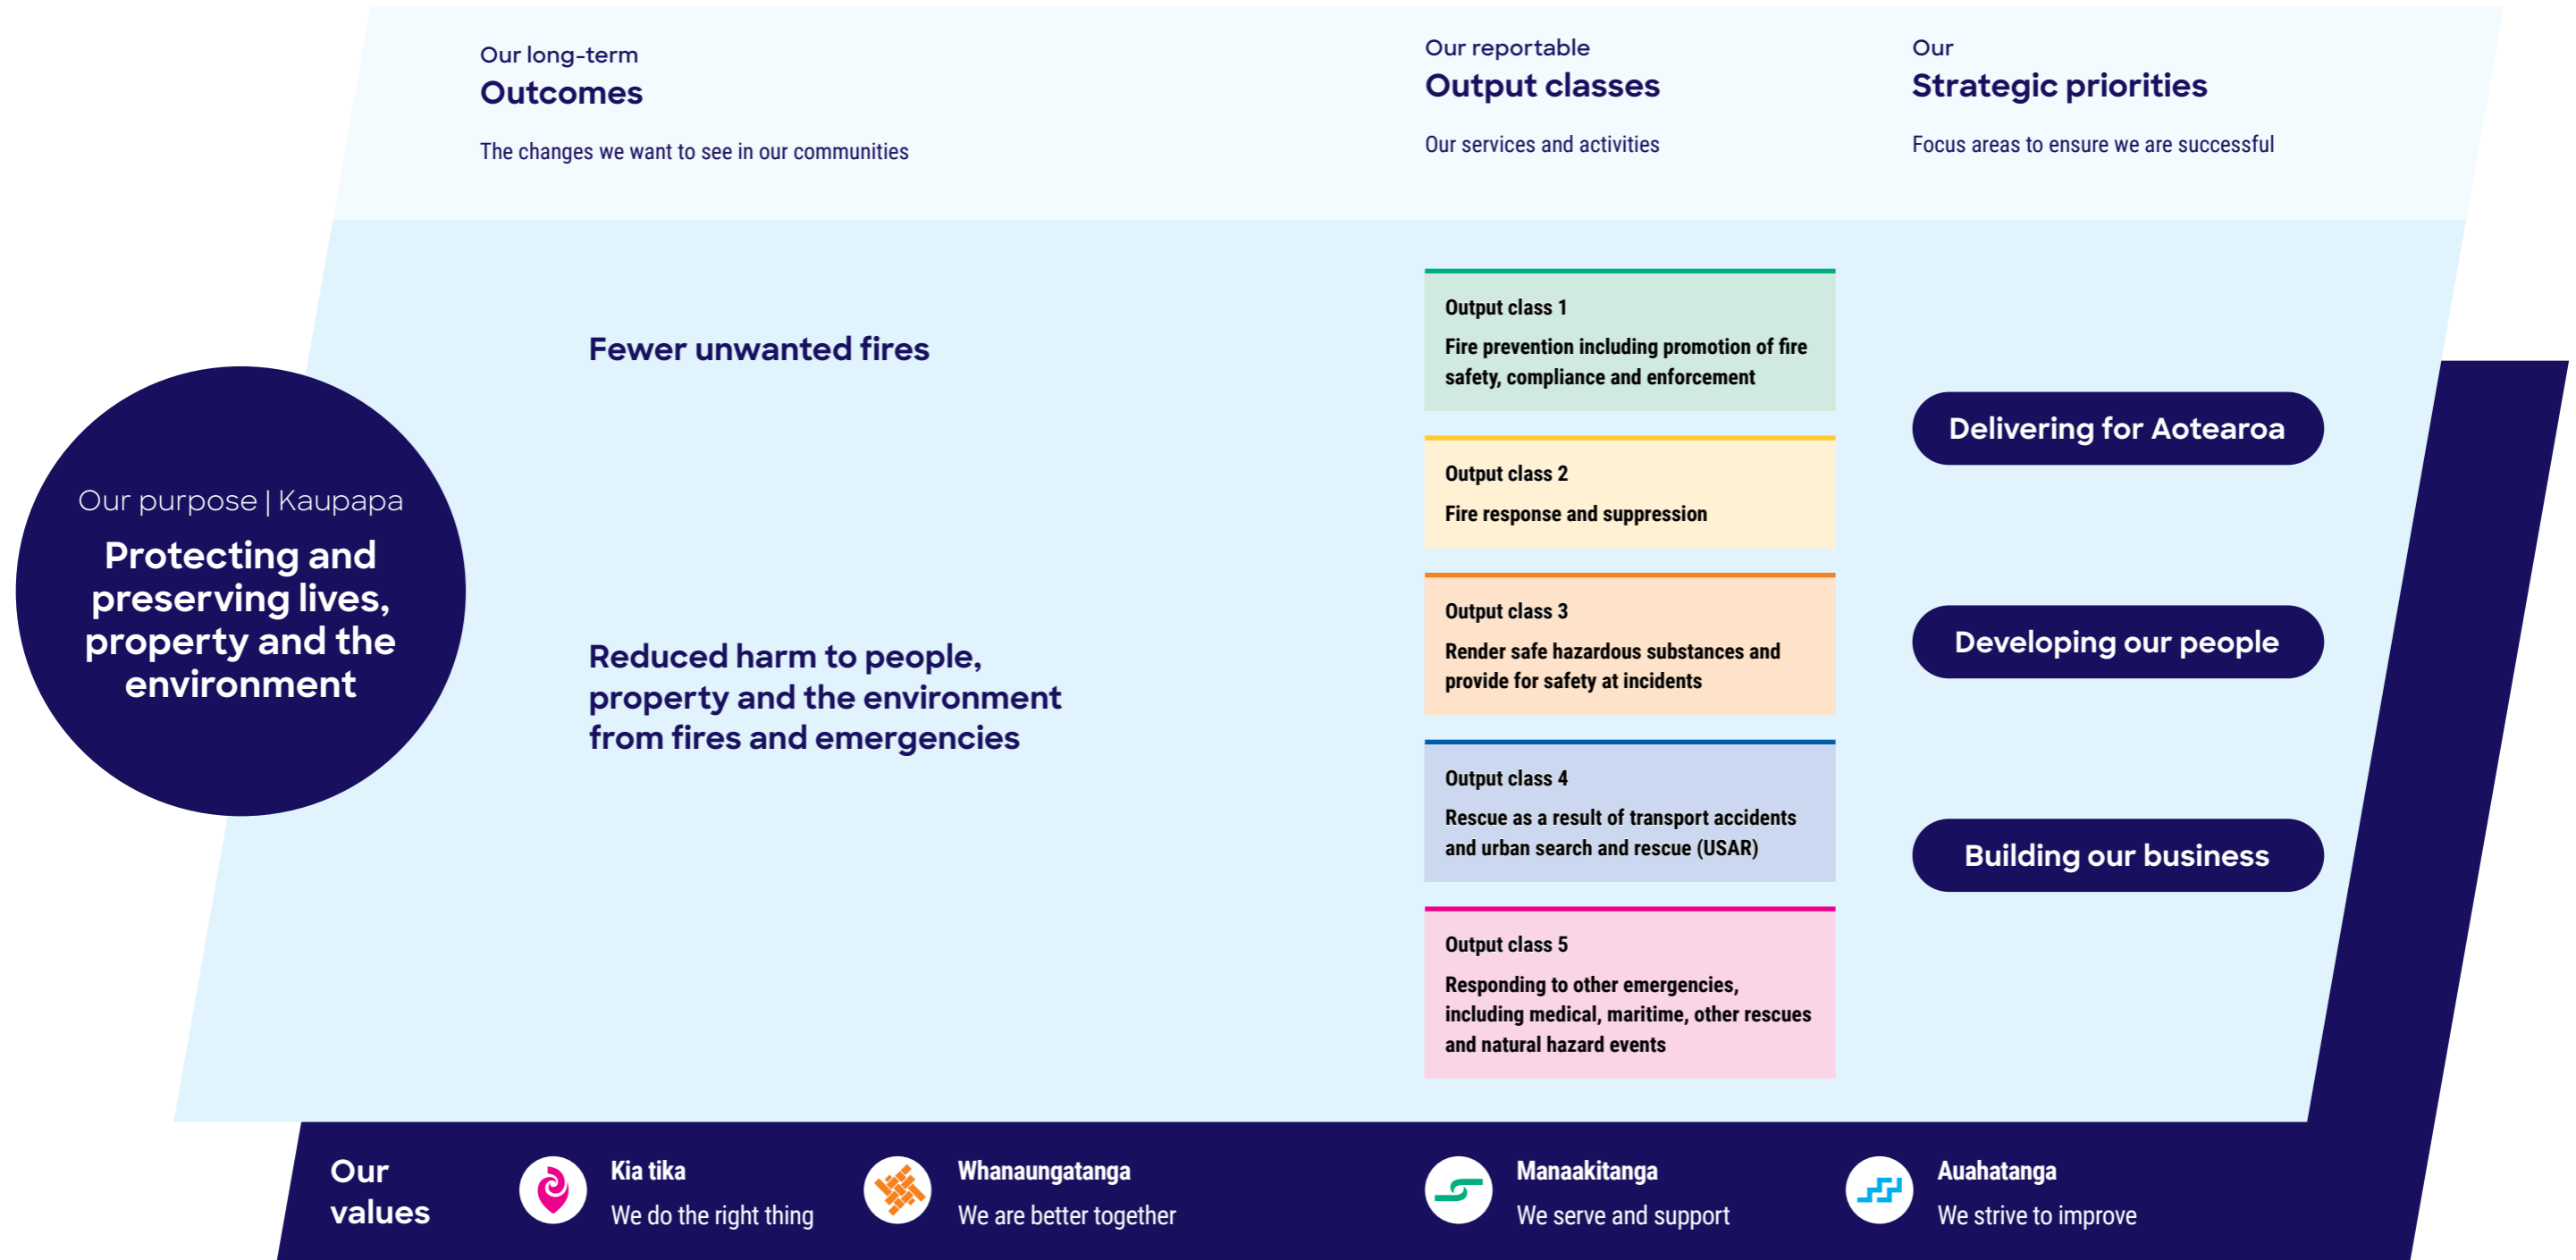 Our long-term
Outcomes
The changes we want to see in our communities
Our reportable
Output classes
Our services and activities
Our
Strategic priorities
Focus areas to ensure we are successful
Our purpose | Kaupapa
Protecting and
preserving lives,
property and the
environment
Fewer unwanted fires
Reduced harm to people,
property and the environment
from fires and emergencies
Output class 1
Fire prevention including promotion of fire
safety, compliance and enforcement
Output class 2
Fire response and suppression
Output class 3
Render safe hazardous substances and
provide for safety at incidents
Output class 4
Rescue as a result of transport accidents
and urban search and rescue (USAR)
Output class 5
Responding to other emergencies,
including medical, maritime, other rescues
and natural hazard events
Delivering for Aotearoa
Developing our people
Building our business
Our
values
Kia tika
We do the right thing
Whanaungatanga
We are better together
Manaakitanga
We serve and support
Auahatanga
We strive to improve